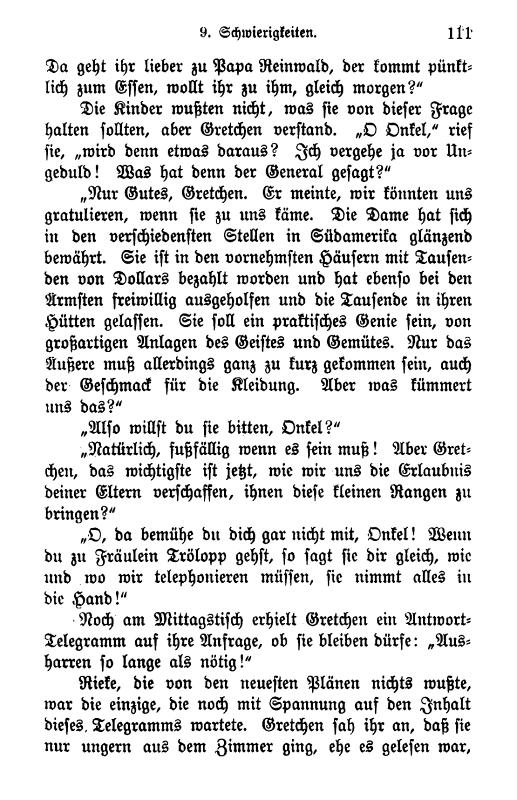 9. Schwierigkeiten. 111
Da geht ihr lieber zu Papa Reinwald, der kommt pünkt-
lich zum Essen, wollt ihr zu ihm, gleich morgen?“
Die Kinder wußten nicht, was sie von dieser Frage
halten sollten, aber Gretchen verstand. „O Onkel,“ rief
sie, „wird denn etwas daraus? Ich vergehe ja vor Un-
geduld! Was hat denn der General gesagt?“
„Nur Gutes, Gretchen. Er meinte, wir könnten uns
gratulieren, wenn sie zu uns käme. Die Dame hat sich
in den verschiedensten Stellen in Südamerika glänzend
bewährt. Sie ist in den vornehmsten Häusern mit Tausen-
den von Dollars bezahlt worden und hat ebenso bei den
Ärmsten freiwillig ausgeholfen und die Tausende in ihren
Hütten gelassen. Sie soll ein praktisches Genie sein, von
großartigen Anlagen des Geistes und Gemütes. Nur das
Äußere muß allerdings ganz zu kurz gekommen sein, auch
der Geschmack für die Kleidung. Aber was kümmert
uns das?“
„Also willst du sie bitten, Onkel?“
„Natürlich, fußfällig wenn es sein muß! Aber Gret-
chen, das wichtigste ist jetzt, wie wir uns die Erlaubnis
deiner Eltern verschaffen, ihnen diese kleinen Rangen zu
bringen?“
„O, da bemühe du dich gar nicht mit, Onkel! Wenn
du zu Fräulein Trölopp gehst, so sagt sie dir gleich, wie
und wo wir telephonieren müssen, sie nimmt alles in
die Hand!“
Noch am Mittagstisch erhielt Gretchen ein Antwort-
Telegramm auf ihre Anfrage, ob sie bleiben dürfe: „Aus-
harren so lange als nötig!“
Rieke, die von den neuesten Plänen nichts wußte,
war die einzige, die noch mit Spannung auf den Inhalt
dieses Telegramms wartete. Gretchen sah ihr an, daß sie
nur ungern aus dem Zimmer ging, ehe es gelesen war,